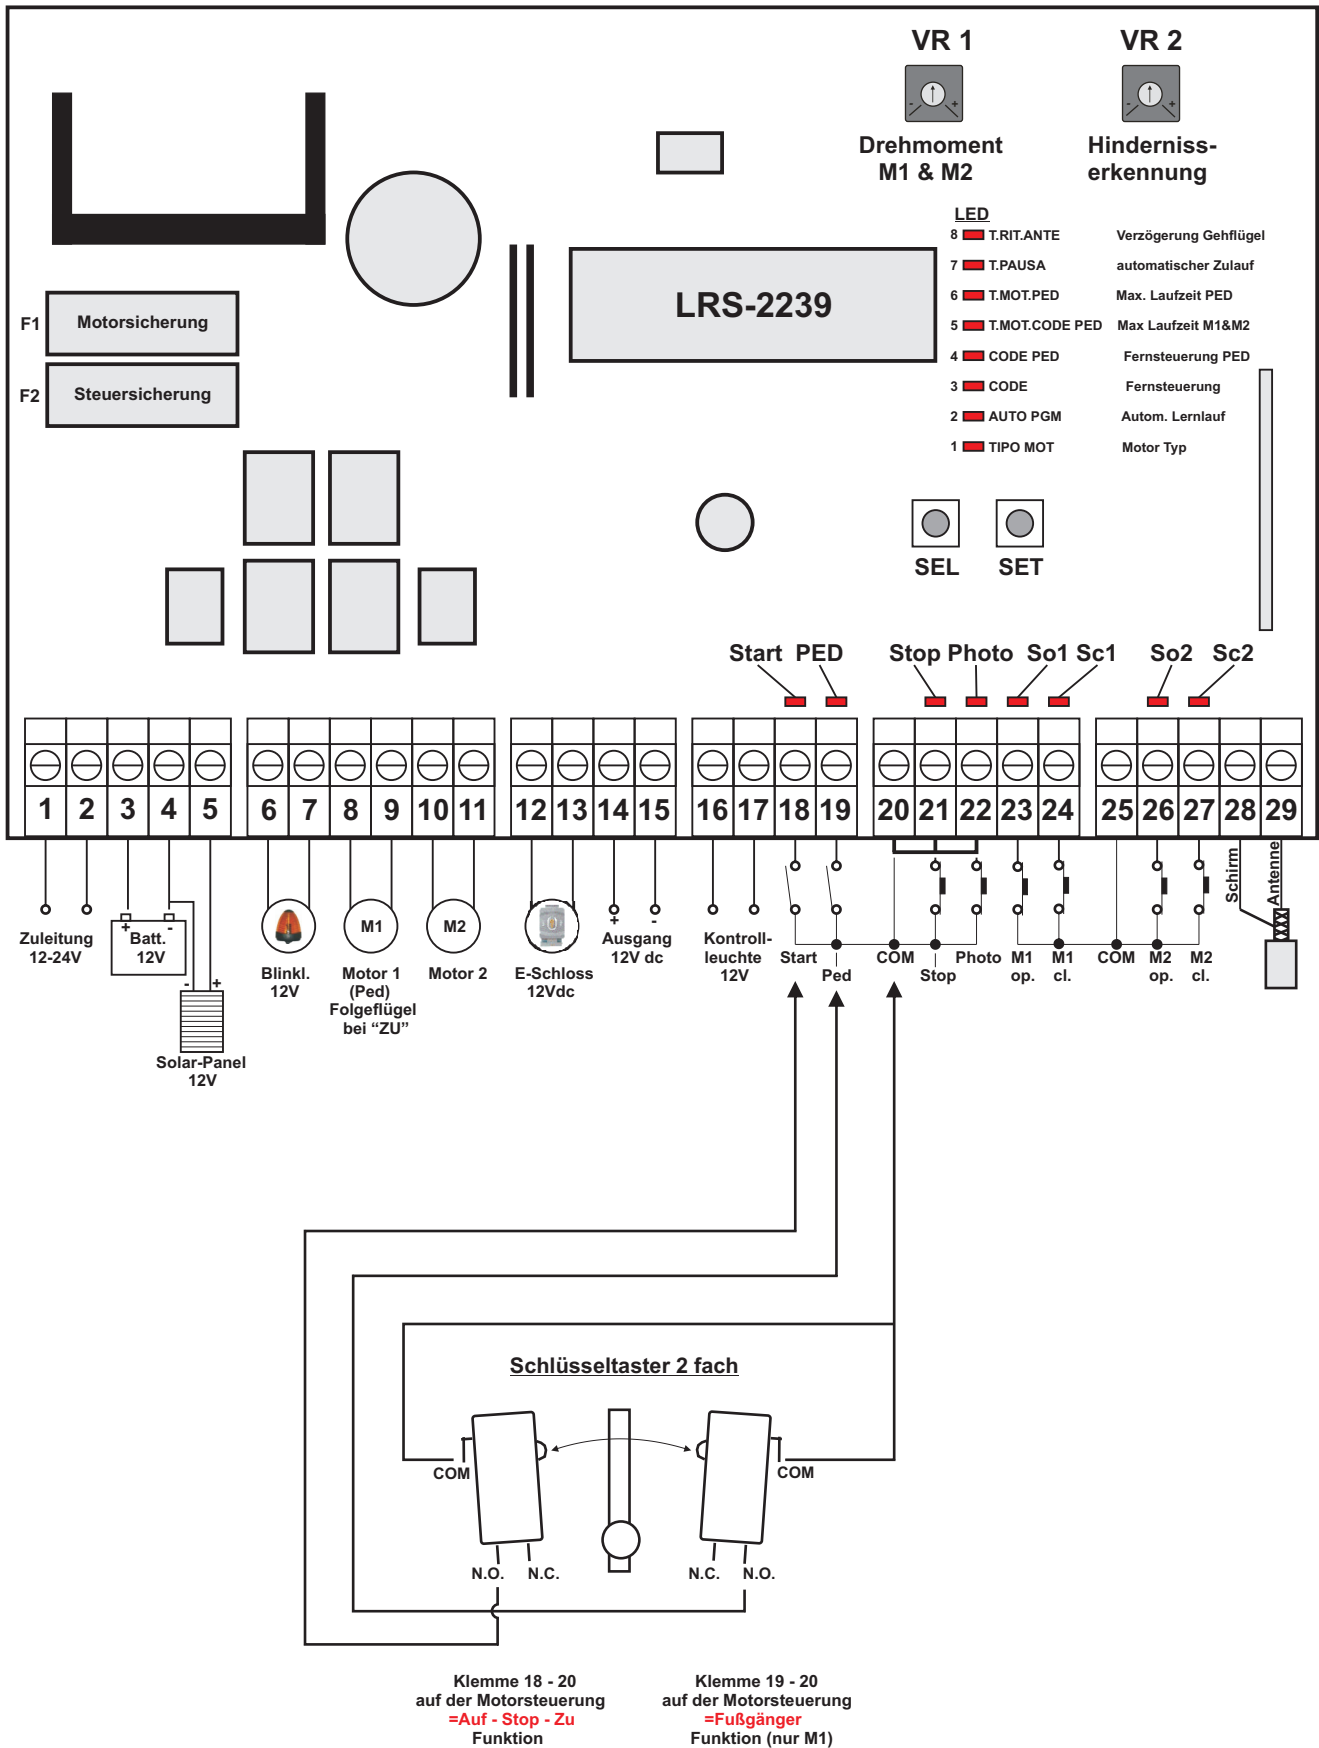 VR 1
VR 2
- +
- +
Drehmoment
M1 & M2
Hinderniss-
erkennung
LED
8 T.RIT.ANTE Verzögerung Gehflügel
7 T.PAUSA automatischer Zulauf
6 T.MOT.PED Max. Laufzeit PED
5 T.MOT.CODE PED Max Laufzeit M1&M2
4 CODE PED Fernsteuerung PED
3 CODE Fernsteuerung
2 AUTO PGM Autom. Lernlauf
1 TIPO MOT Motor Typ
LRS-2239
F1 Motorsicherung
F2 Steuersicherung
SEL SET
Start PED Stop Photo So1 Sc1 So2 Sc2
1 2 3 4 5 6 7 8 9 10 11 12 13 14 15 16 17 18 19 20 21 22 23 24 25 26 27 28 29
Schirm
Antenne
Zuleitung
12-24V
+ -
Batt.
12V
- +
Solar-Panel
12V
Blinkl.
12V
M1
Motor 1
(Ped)
Folgeflügel
bei “ZU”
M2
Motor 2
E-Schloss
12Vdc
+ -
Ausgang
12V dc
Kontroll-
leuchte
12V
Start
Ped
COM
Stop
Photo
M1
op.
M1
cl.
COM
M2
op.
M2
cl.
Schlüsseltaster 2 fach
COM
COM
N.O. N.C.
N.C. N.O.
Klemme 18 - 20
auf der Motorsteuerung
=Auf - Stop - Zu
Funktion
Klemme 19 - 20
auf der Motorsteuerung
=Fußgänger
Funktion (nur M1)